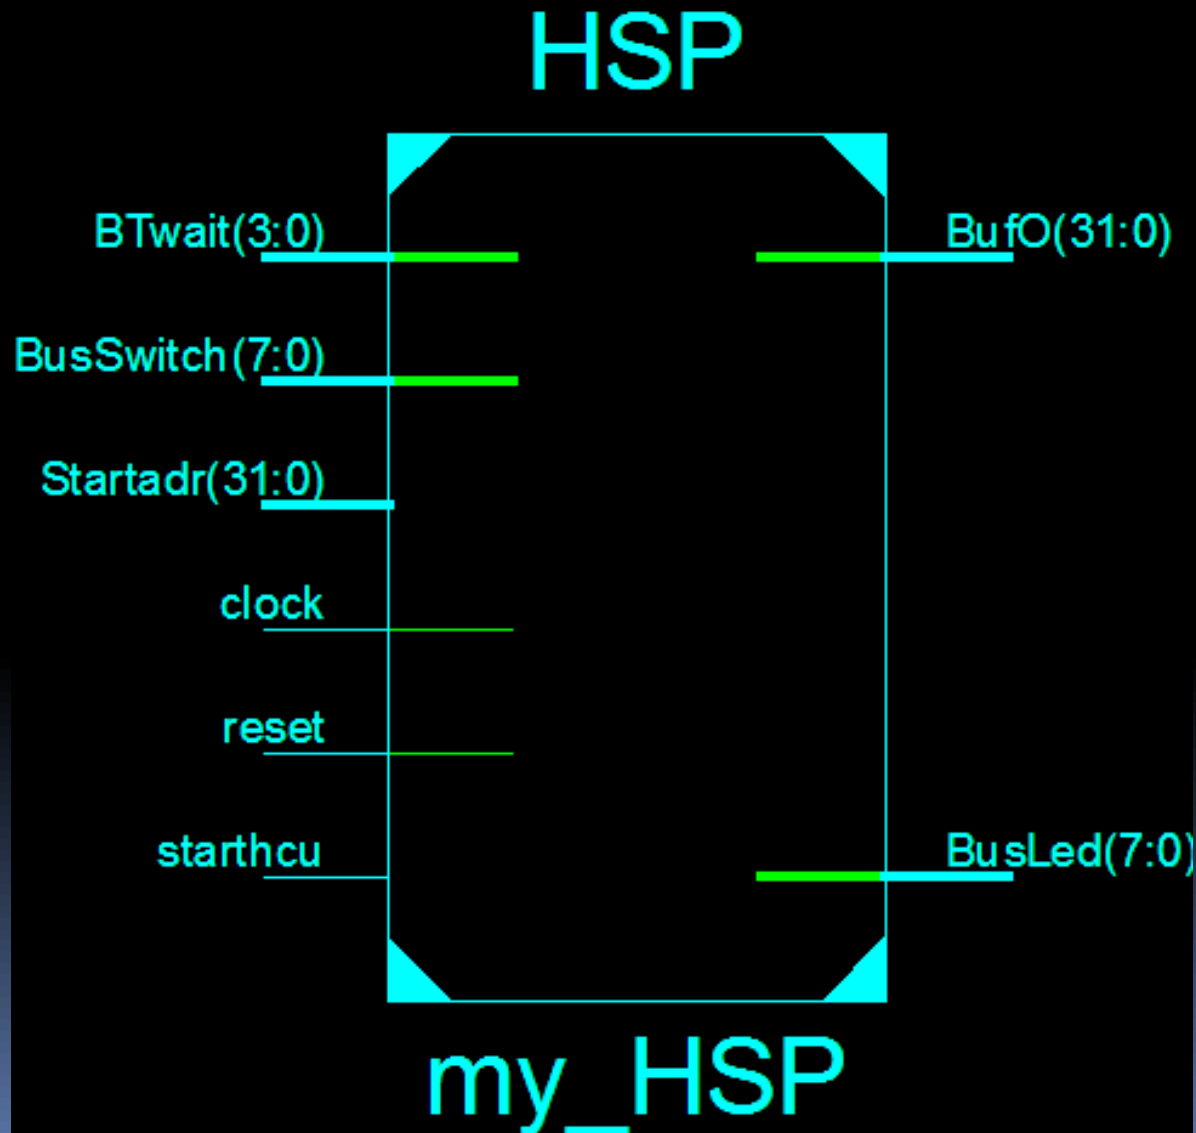 HSP
BTwait(3:0)
BufO(31:0)
BusSwitch(7:0)
Startadr(31:0)
clock
reset
starthcu
BusLed(7:0)
my_HSP